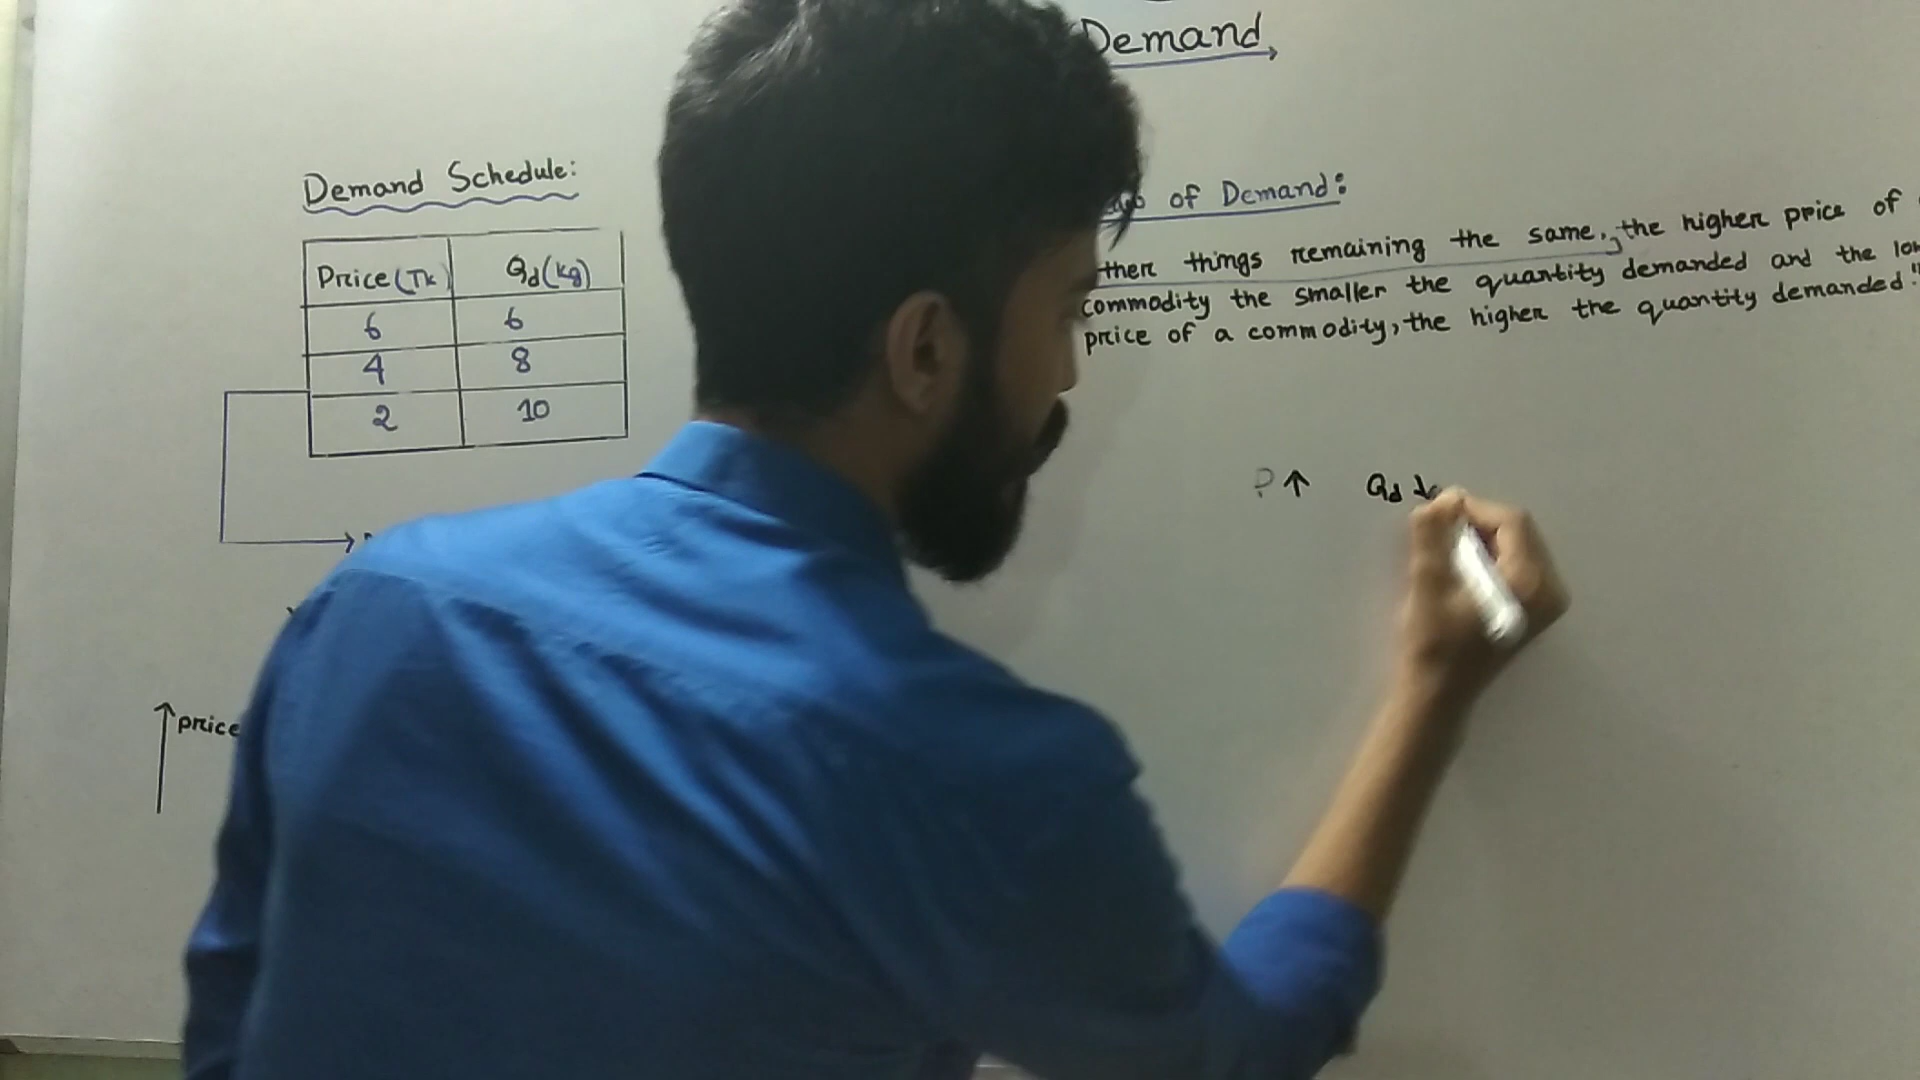 Demand
Demand Schedule:
Price (Tk) Qd (kg)
6 6
4 8
2 10
price
of Demand:
ther things remaining the same, the higher price of
commodity the smaller the quantity demanded and the
price of a commodity, the higher the quantity demanded."
P↑ Qd ↓